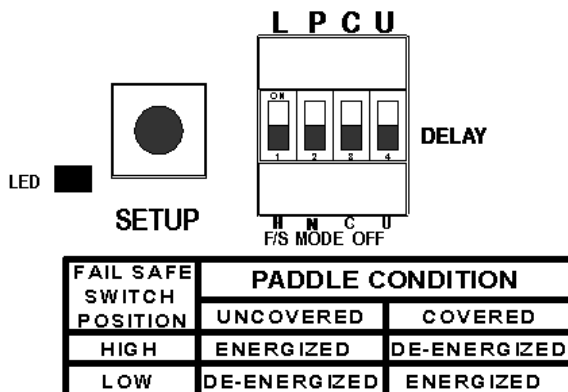 L P C U
ON
1 2 3 4
DELAY
LED
SETUP
H N C U
F/S MODE OFF
FAIL SAFE SWITCH POSITION
PADDLE CONDITION
UNCOVERED COVERED
HIGH ENERGIZED DE-ENERGIZED
LOW DE-ENERGIZED ENERGIZED